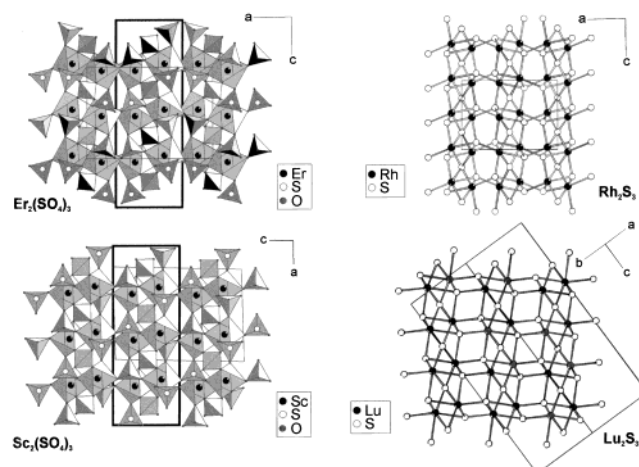 a
c
Er
S
O
Er₂(SO₄)₃
a
c
Rh
S
Rh₂S₃
c
a
Sc
S
O
Sc₂(SO₄)₃
a
b
c
Lu
S
Lu₂S₃